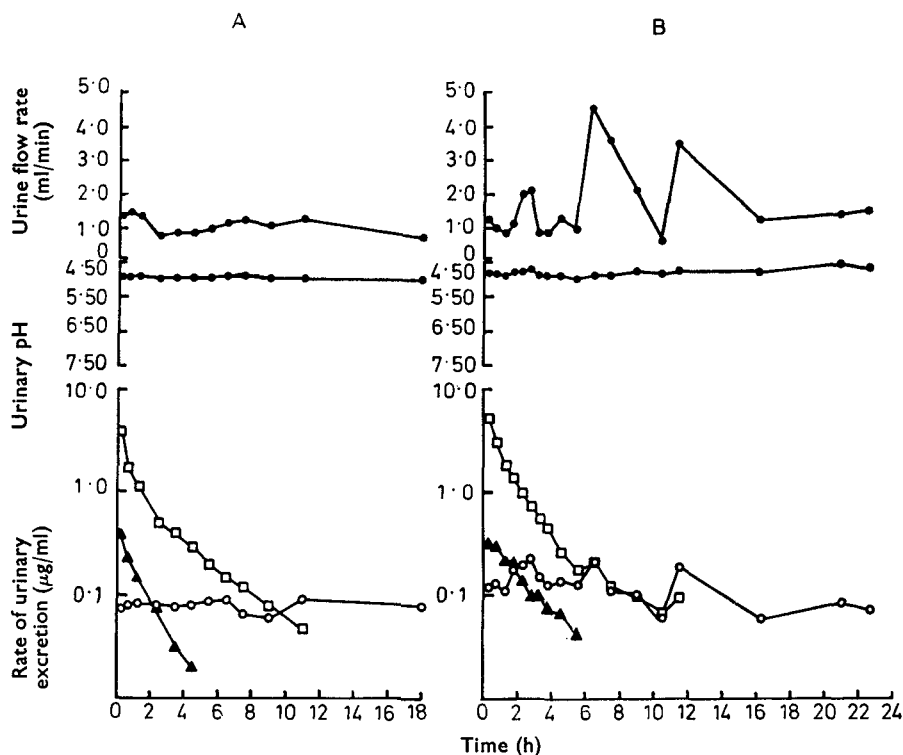 A
B
Urine flow rate
(ml/min)
5·0
4·0
3·0
2·0
1·0
0
5·0
4·0
3·0
2·0
1·0
0
Urinary pH
4·50
5·50
6·50
7·50
4·50
5·50
6·50
7·50
Rate of urinary
excretion (µg/ml)
10·0
1·0
0·1
10·0
1·0
0·1
0 2 4 6 8 10 12 14 16 18
0 2 4 6 8 10 12 14 16 18 20 22 24
Time (h)